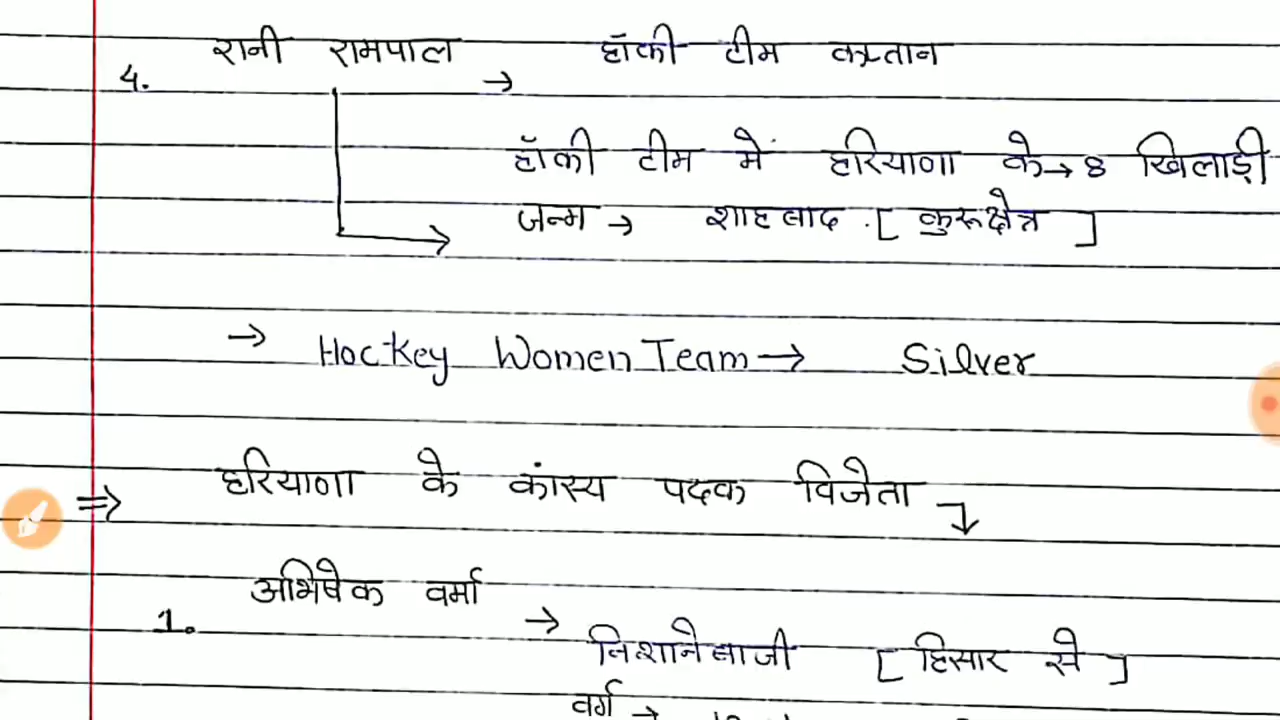 4. रानी रामपाल → हॉकी टीम कप्तान
हॉकी टीम में हरियाणा के → 8 खिलाड़ी
जन्म → शाहबाद [ कुरूक्षेत्र ]
→ Hockey Women Team → Silver
⇒ हरियाणा के कांस्य पदक विजेता
1. अभिषेक वर्मा → निशानेबाजी [ हिसार से ]
वर्ग →